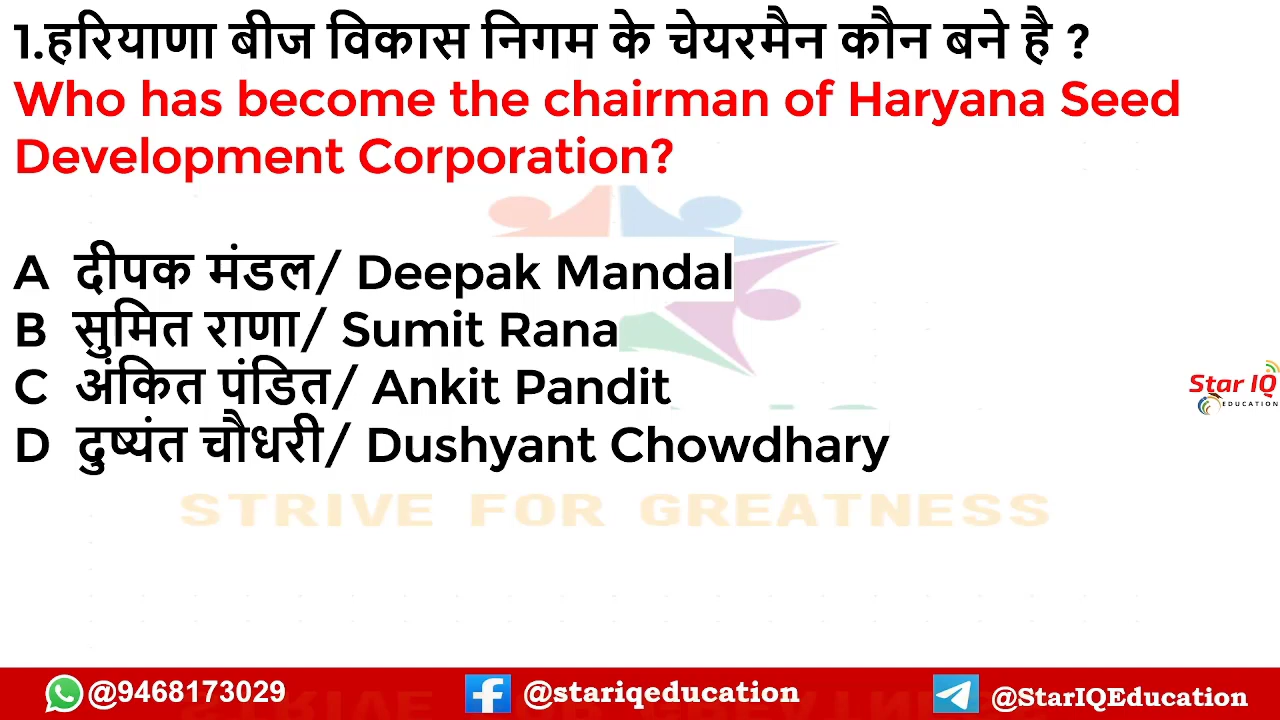 1.हरियाणा बीज विकास निगम के चेयरमैन कौन बने है ?
Who has become the chairman of Haryana Seed
Development Corporation?
A दीपक मंडल/ Deepak Mandal
B सुमित राणा/ Sumit Rana
C अंकित पंडित/ Ankit Pandit
D दुष्यंत चौधरी/ Dushyant Chowdhary
Star IQ
EDUCATION
STRIVE FOR GREATNESS
@9468173029
@stariqeducation
@StarIQEducation